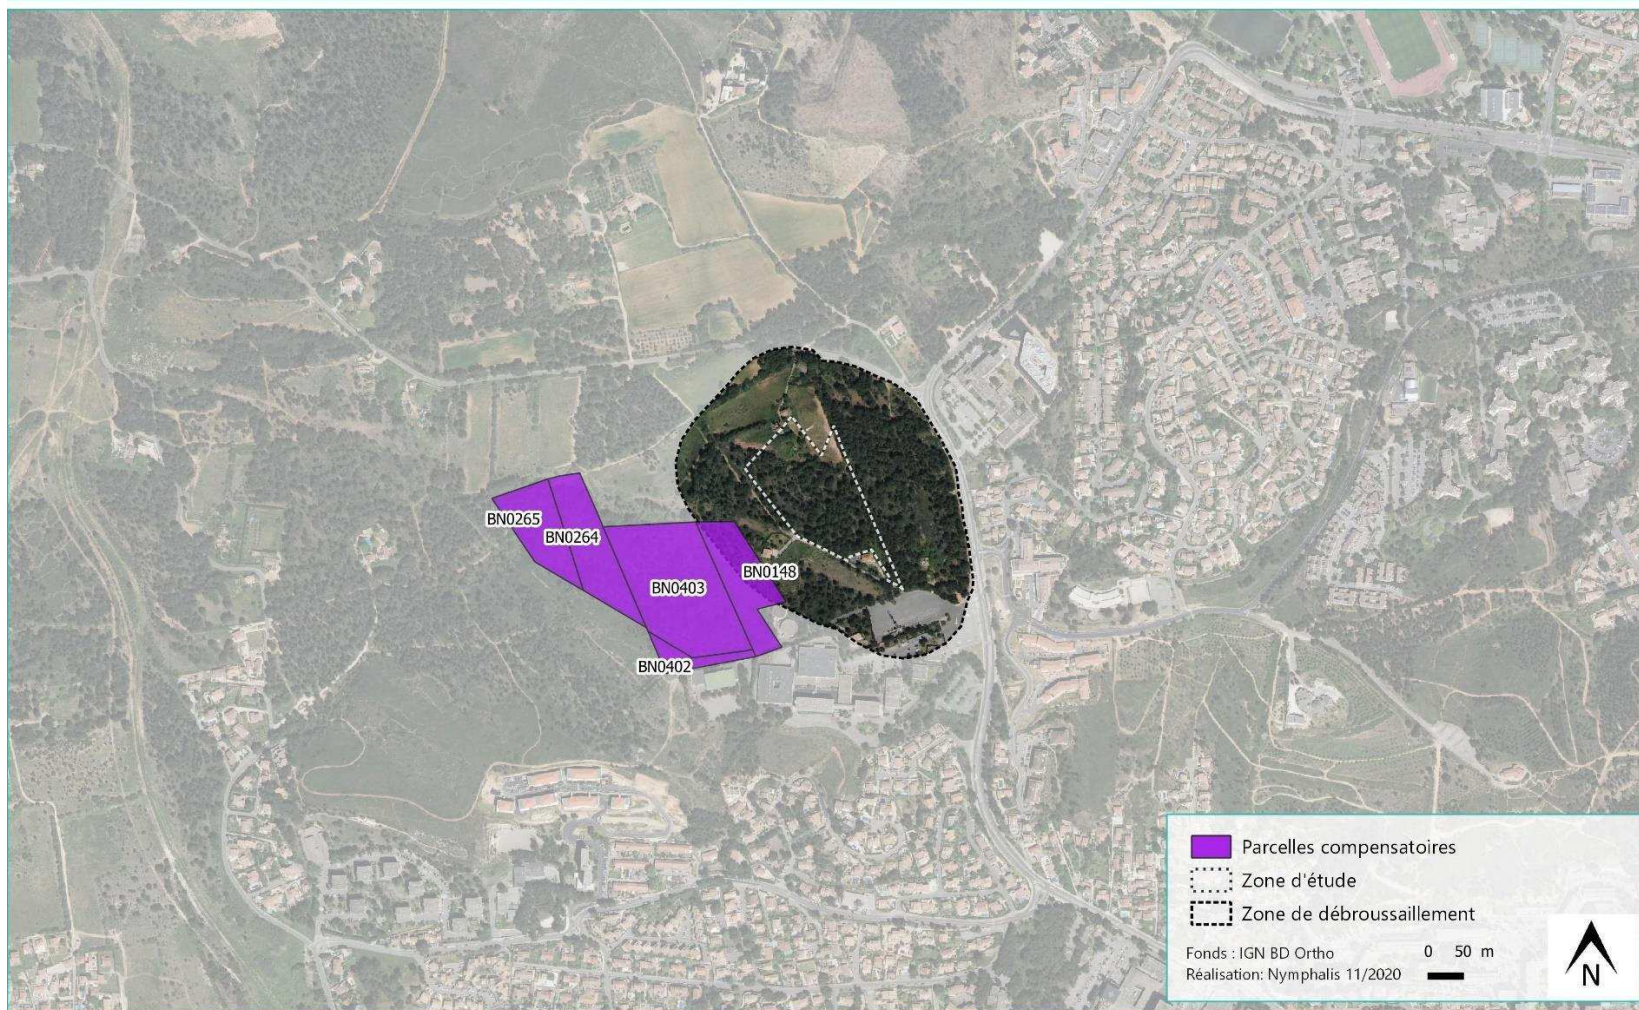 BN0265
BN0264
BN0148
BN0403
BN0402
Parcelles compensatoires
Zone d'étude
Zone de débroussaillement
Fonds : IGN BD Ortho
0 50 m
Réalisation: Nymphalis 11/2020
N